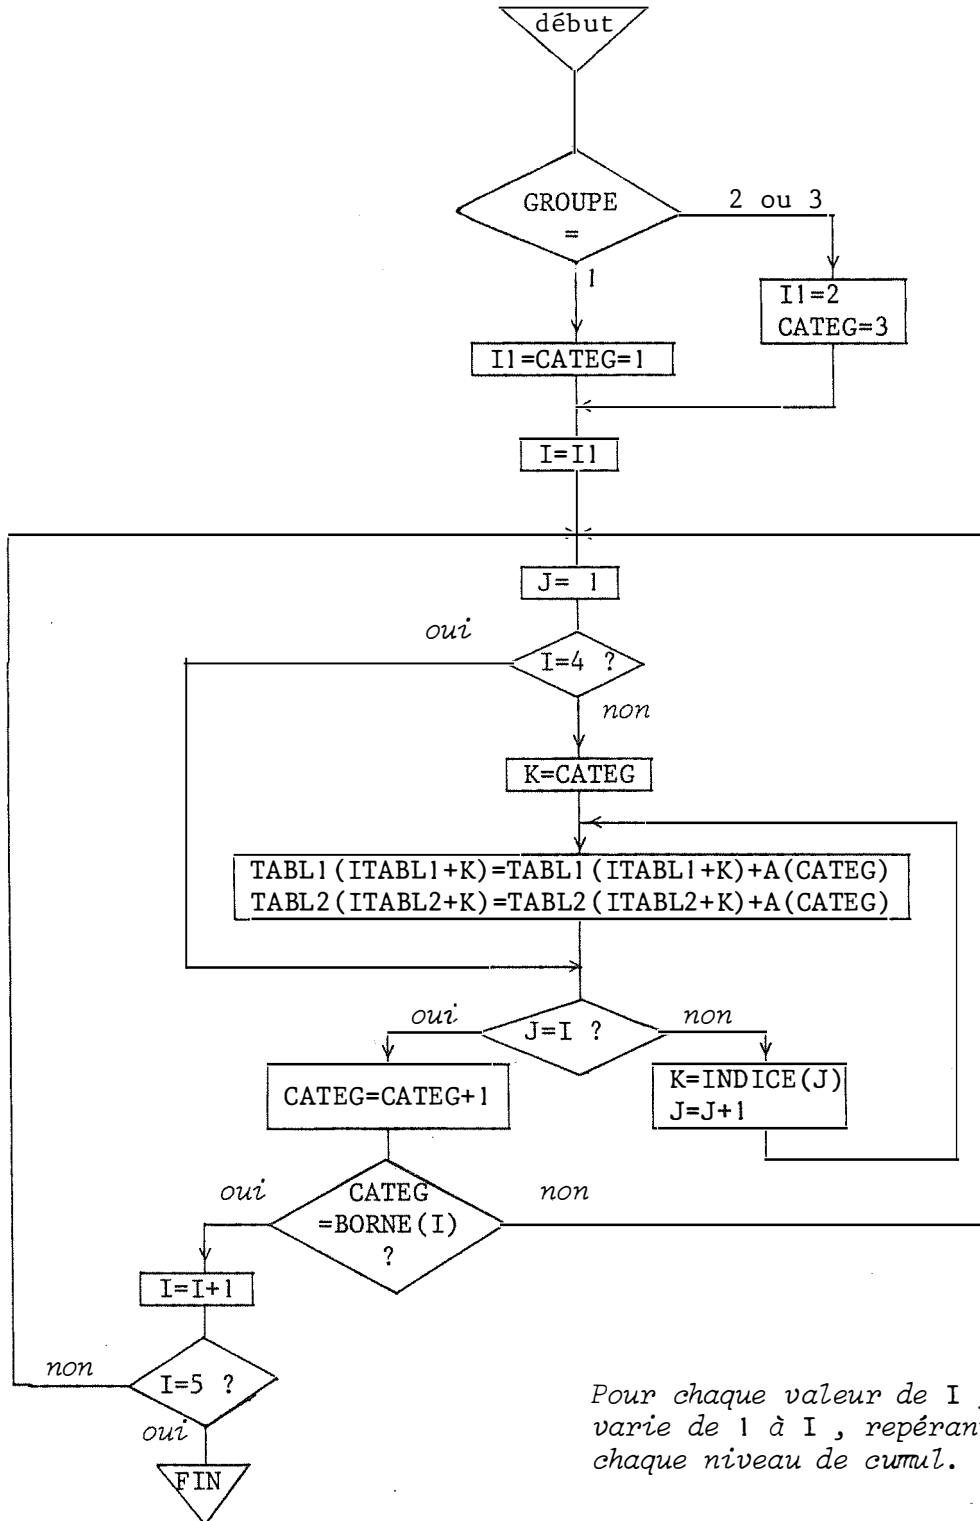 début
GROUPE
=
2 ou 3
1
I1=2
CATEG=3
I1=CATEG=1
I=I1
J= 1
oui
I=4 ?
non
K=CATEG
TABL1(ITABL1+K)=TABL1(ITABL1+K)+A(CATEG)
TABL2(ITABL2+K)=TABL2(ITABL2+K)+A(CATEG)
oui
J=I ?
non
CATEG=CATEG+1
K=INDICE(J)
J=J+1
oui
CATEG
=BORNE(I)
?
non
I=I+1
non
I=5 ?
oui
FIN
Pour chaque valeur de I ,
varie de 1 à I , repérant
chaque niveau de cumul.